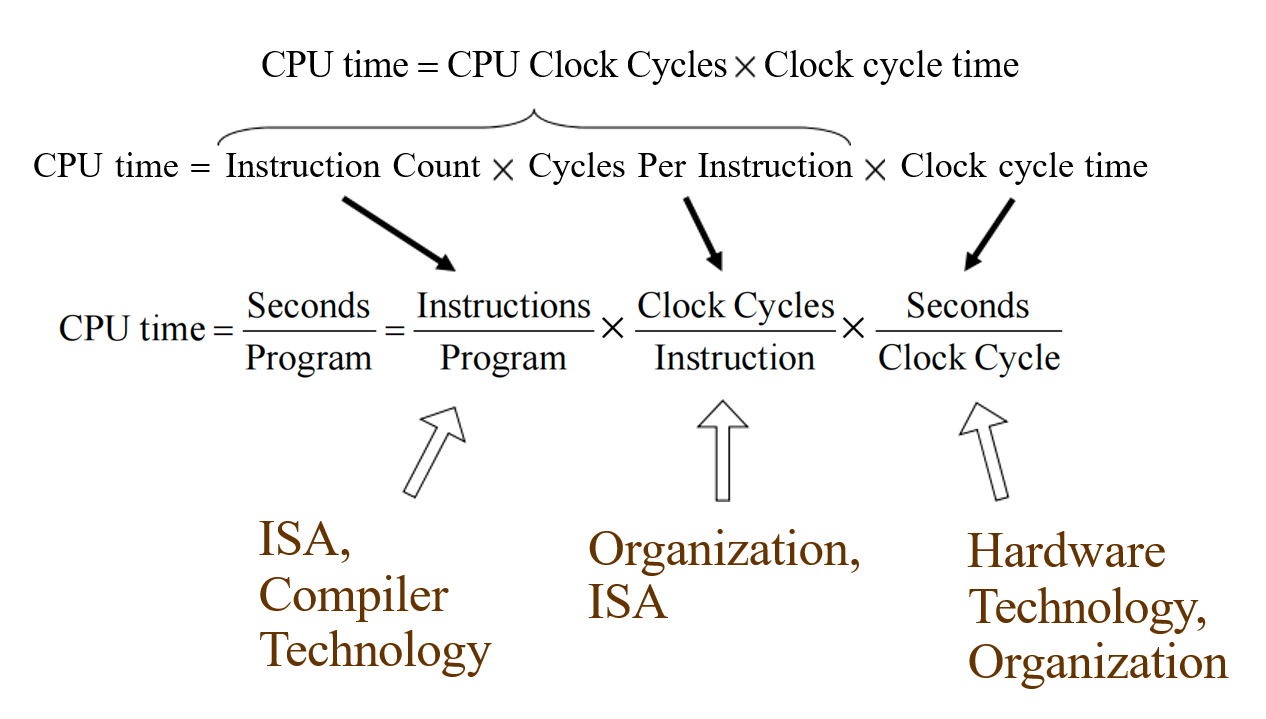 CPU time = CPU Clock Cycles × Clock cycle time
CPU time = Instruction Count × Cycles Per Instruction × Clock cycle time
CPU time = Seconds/Program = Instructions/Program × Clock Cycles/Instruction × Seconds/Clock Cycle
ISA,
Compiler
Technology
Organization,
ISA
Hardware
Technology,
Organization